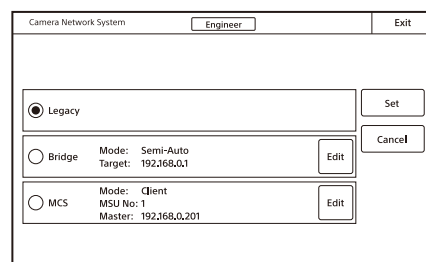 Camera Network System Engineer Exit
Legacy
Set
Cancel
Bridge Mode: Semi-Auto
Target: 192.168.0.1
Edit
MCS Mode: Client
MSU No: 1
Master: 192.168.0.201
Edit